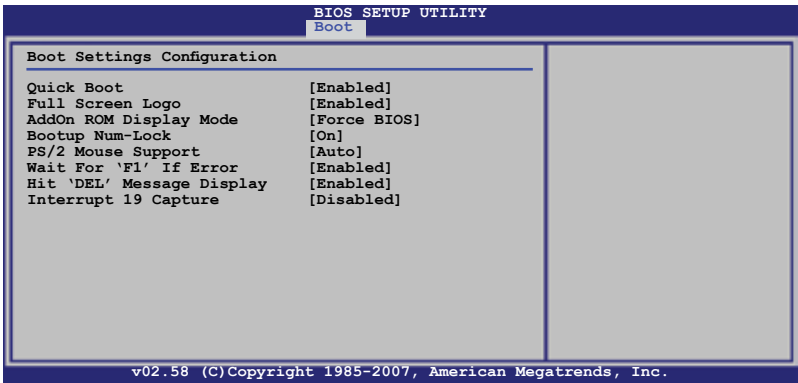 BIOS SETUP UTILITY
Boot
Boot Settings Configuration
Quick Boot [Enabled]
Full Screen Logo [Enabled]
AddOn ROM Display Mode [Force BIOS]
Bootup Num-Lock [On]
PS/2 Mouse Support [Auto]
Wait For ‘F1’ If Error [Enabled]
Hit ‘DEL’ Message Display [Enabled]
Interrupt 19 Capture [Disabled]
v02.58 (C)Copyright 1985-2007, American Megatrends, Inc.